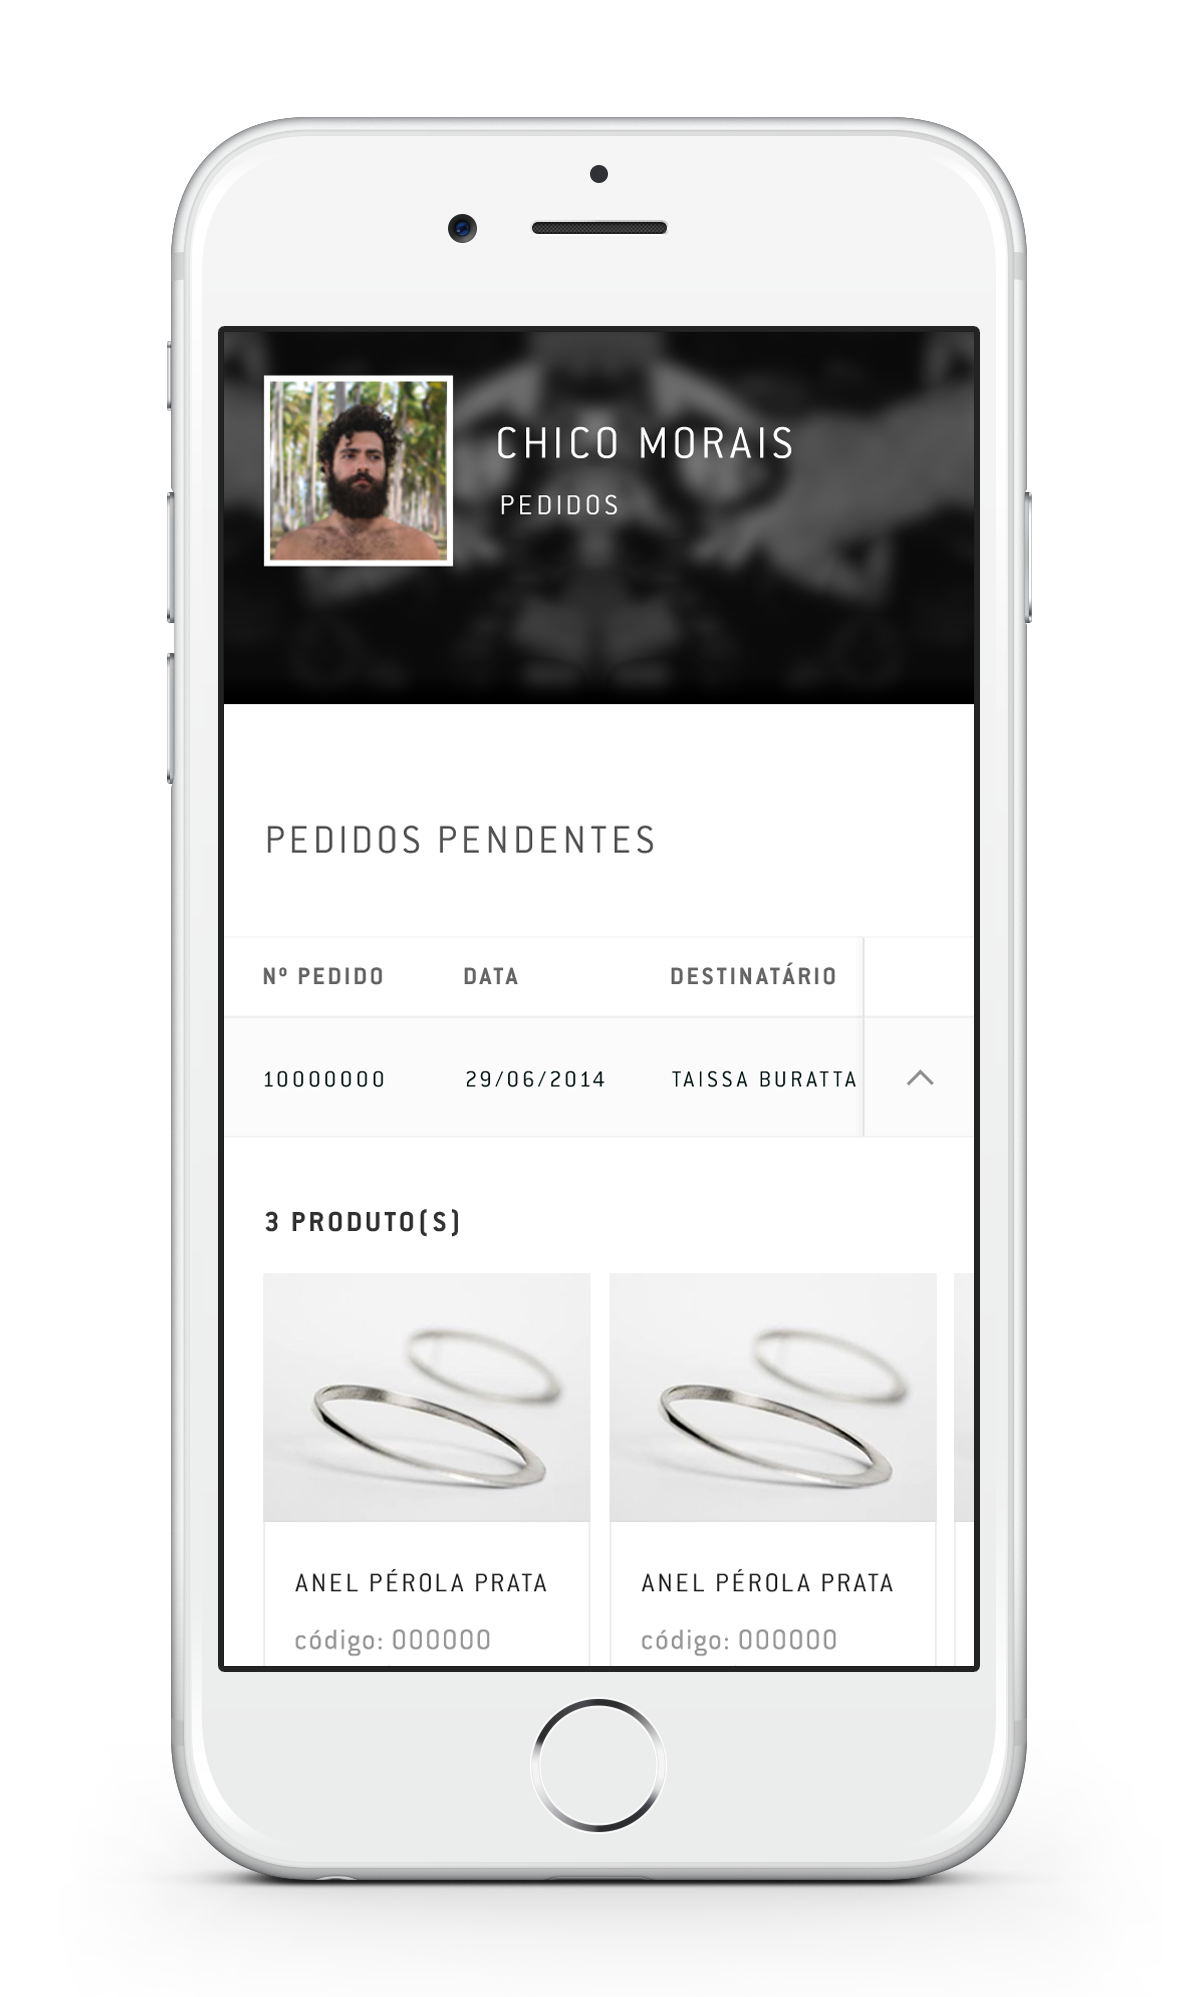 CHICO MORAIS
PEDIDOS
PEDIDOS PENDENTES
Nº PEDIDO DATA DESTINATÁRIO
10000000 29/06/2014 TAISSA BURATTA
3 PRODUTO(S)
ANEL PÉROLA PRATA ANEL PÉROLA PRATA
código: 000000 código: 000000